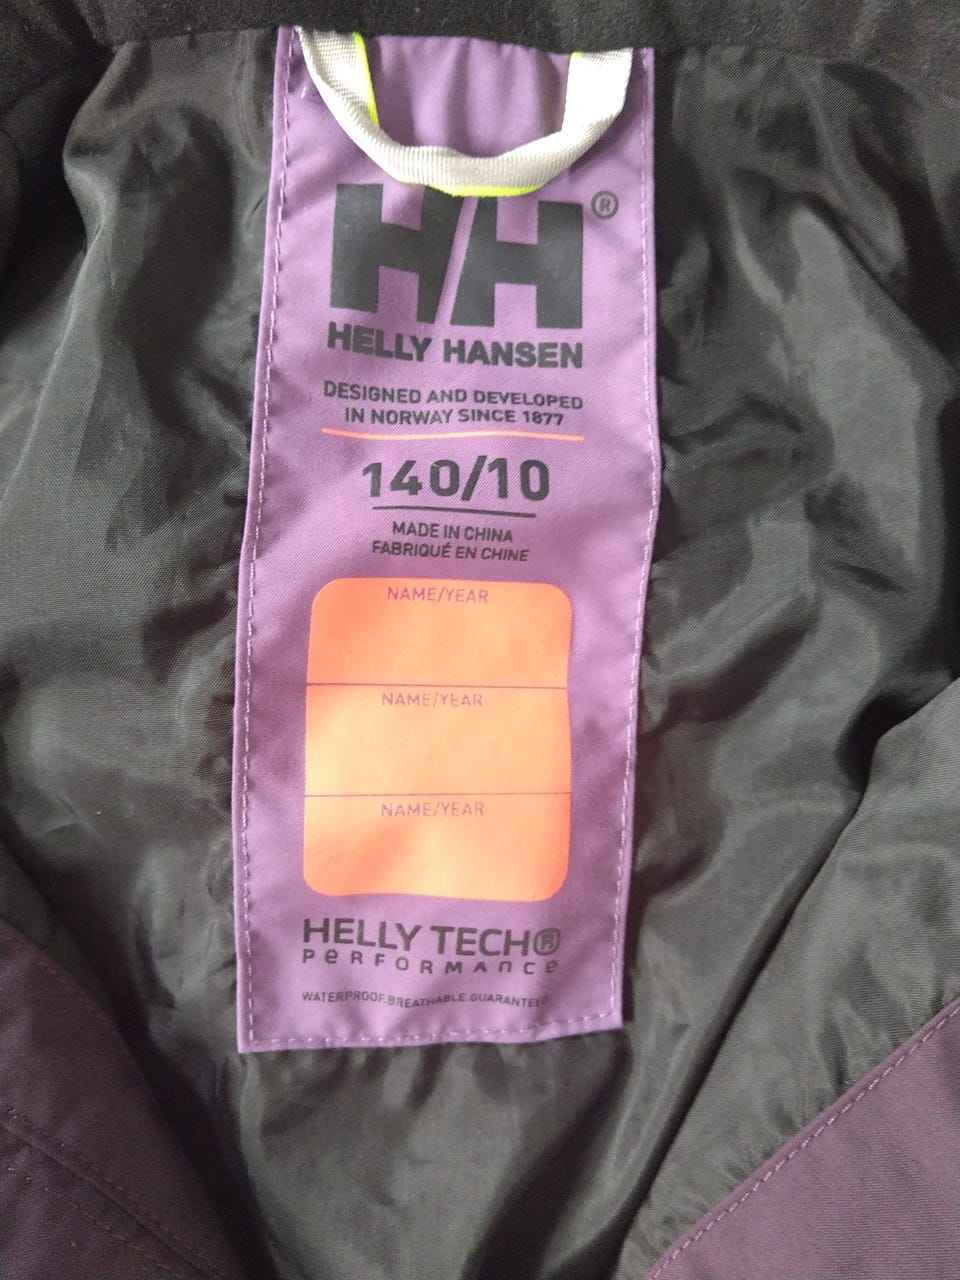 HH®
HELLY HANSEN
DESIGNED AND DEVELOPED
IN NORWAY SINCE 1877
140/10
MADE IN CHINA
FABRIQUÉ EN CHINE
NAME/YEAR
NAME/YEAR
NAME/YEAR
HELLY TECH®
PERFORMANCE
WATERPROOF.BREATHABLE.GUARANTEED